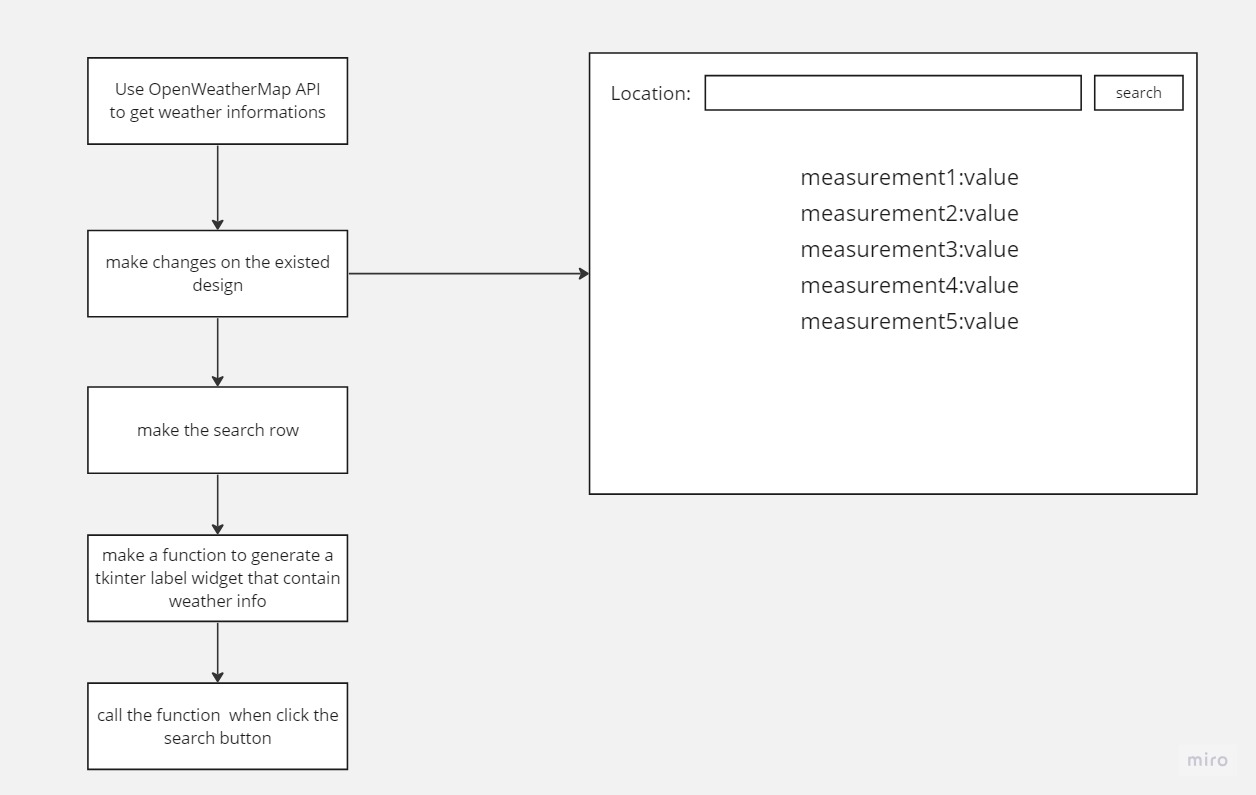 Use OpenWeatherMap API
to get weather informations
make changes on the existed
design
make the search row
make a function to generate a
tkinter label widget that contain
weather info
call the function  when click the
search button
Location:
search
measurement1:value
measurement2:value
measurement3:value
measurement4:value
measurement5:value
miro